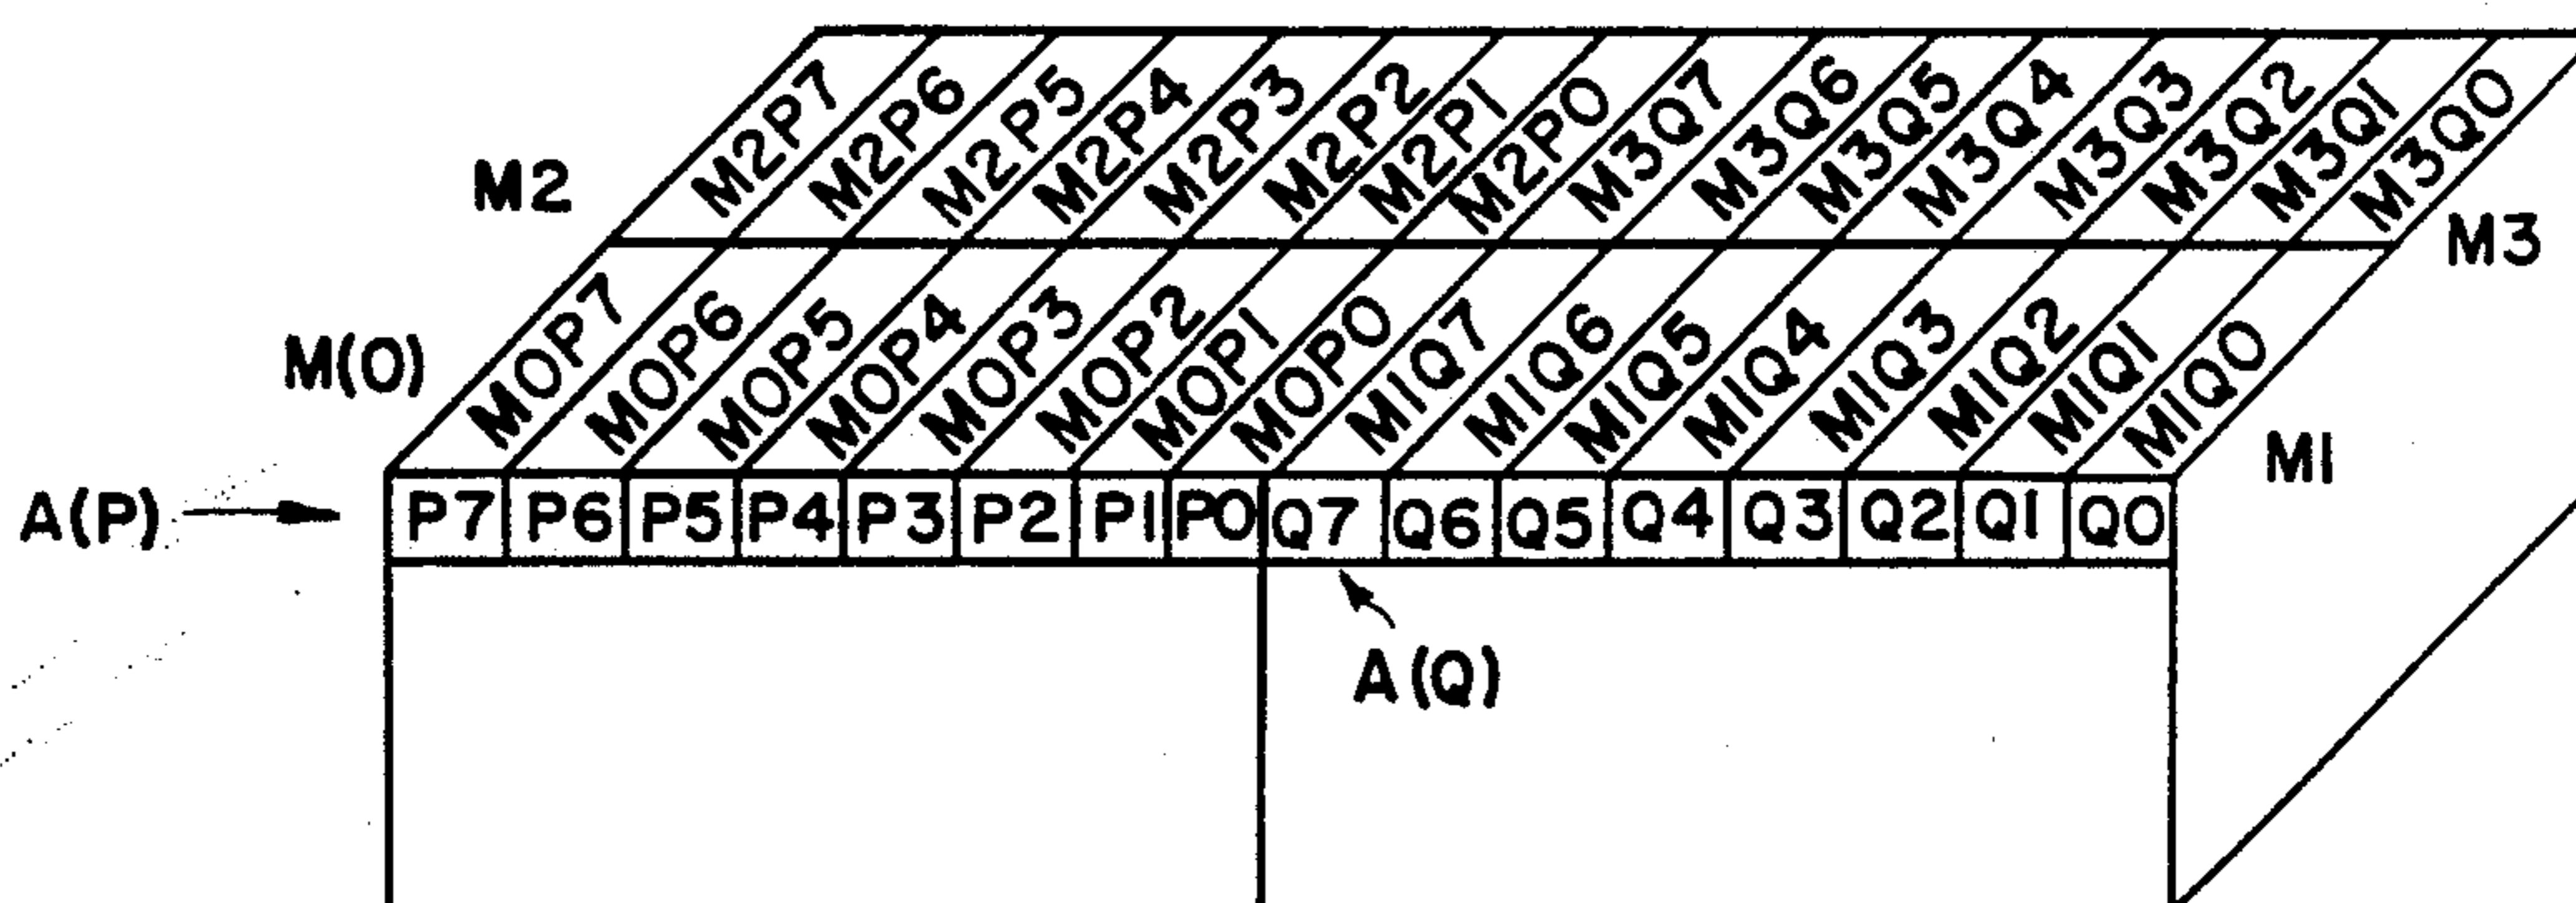 M2P7 M2P6 M2P5 M2P4 M2P3 M2P2 M2P1 M2P0 M3Q7 M3Q6 M3Q5 M3Q4 M3Q3 M3Q2 M3Q1 M3Q0
M2
M3
M0P7 M0P6 M0P5 M0P4 M0P3 M0P2 M0P1 M0P0 M1Q7 M1Q6 M1Q5 M1Q4 M1Q3 M1Q2 M1Q1 M1Q0
M(0)
M1
A(P)
P7 P6 P5 P4 P3 P2 P1 P0 Q7 Q6 Q5 Q4 Q3 Q2 Q1 Q0
A(Q)